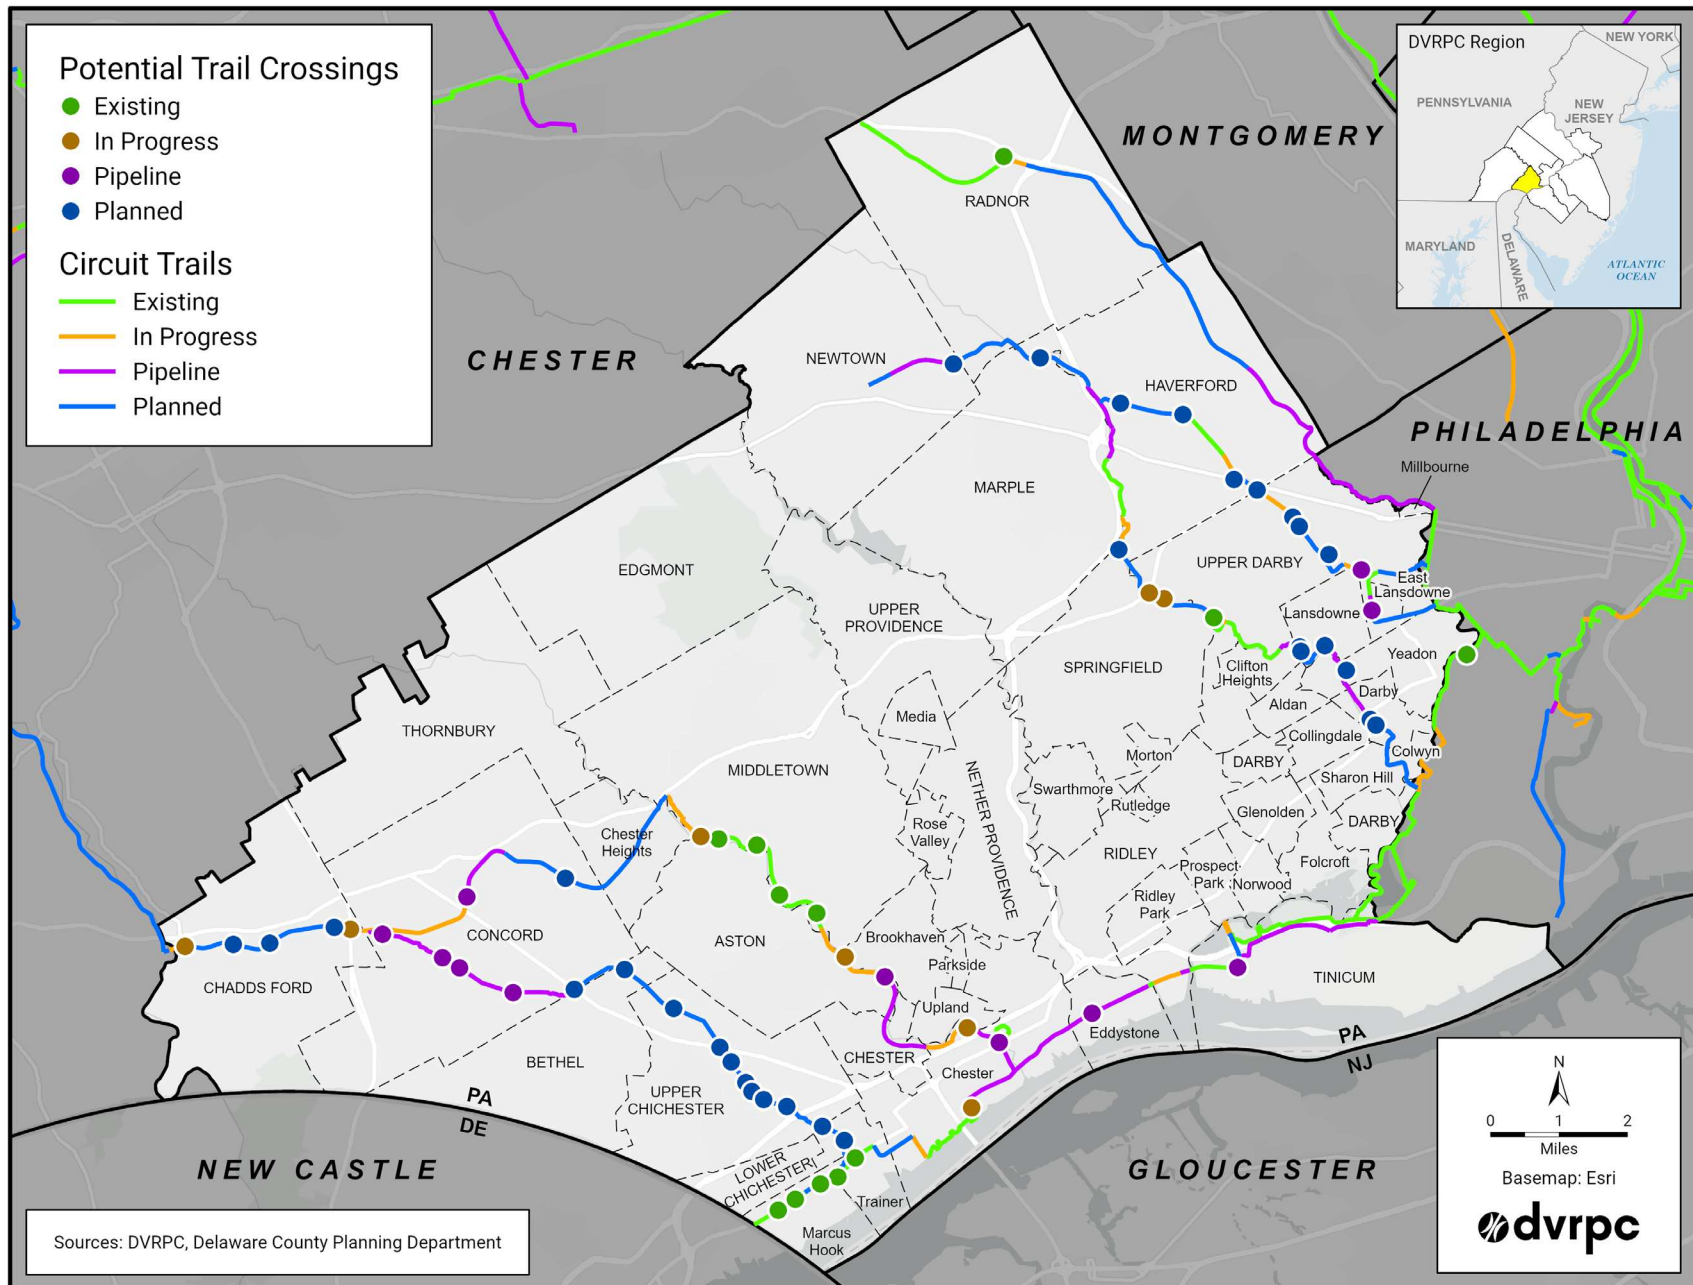 Potential Trail Crossings
Existing
In Progress
Pipeline
Planned
Circuit Trails
Existing
In Progress
Pipeline
Planned
DVRPC Region
NEW YORK
PENNSYLVANIA
NEW
JERSEY
MARYLAND
DELAWARE
ATLANTIC
OCEAN
MONTGOMERY
CHESTER
PHILADELPHIA
RADNOR
NEWTOWN
HAVERFORD
Millbourne
MARPLE
EDGMONT
UPPER DARBY
East
Lansdowne
UPPER
PROVIDENCE
Lansdowne
SPRINGFIELD
Clifton
Heights
Yeadon
Darby
Aldan
THORNBURY
Media
Collingdale
Colwyn
Morton
DARBY
MIDDLETOWN
NETHER PROVIDENCE
Swarthmore
Sharon Hill
Rutledge
Glenolden
DARBY
Chester
Heights
Rose
Valley
RIDLEY
Prospect
Park
Norwood
Folcroft
Ridley
Park
CONCORD
ASTON
Brookhaven
Parkside
CHADDS FORD
TINICUM
Upland
Eddystone
PA
NJ
BETHEL
CHESTER
Chester
UPPER
CHICHESTER
PA
DE
NEW CASTLE
GLOUCESTER
LOWER
CHICHESTER
Trainer
Marcus
Hook
N
0 1 2
Miles
Basemap: Esri
dvrpc
Sources: DVRPC, Delaware County Planning Department